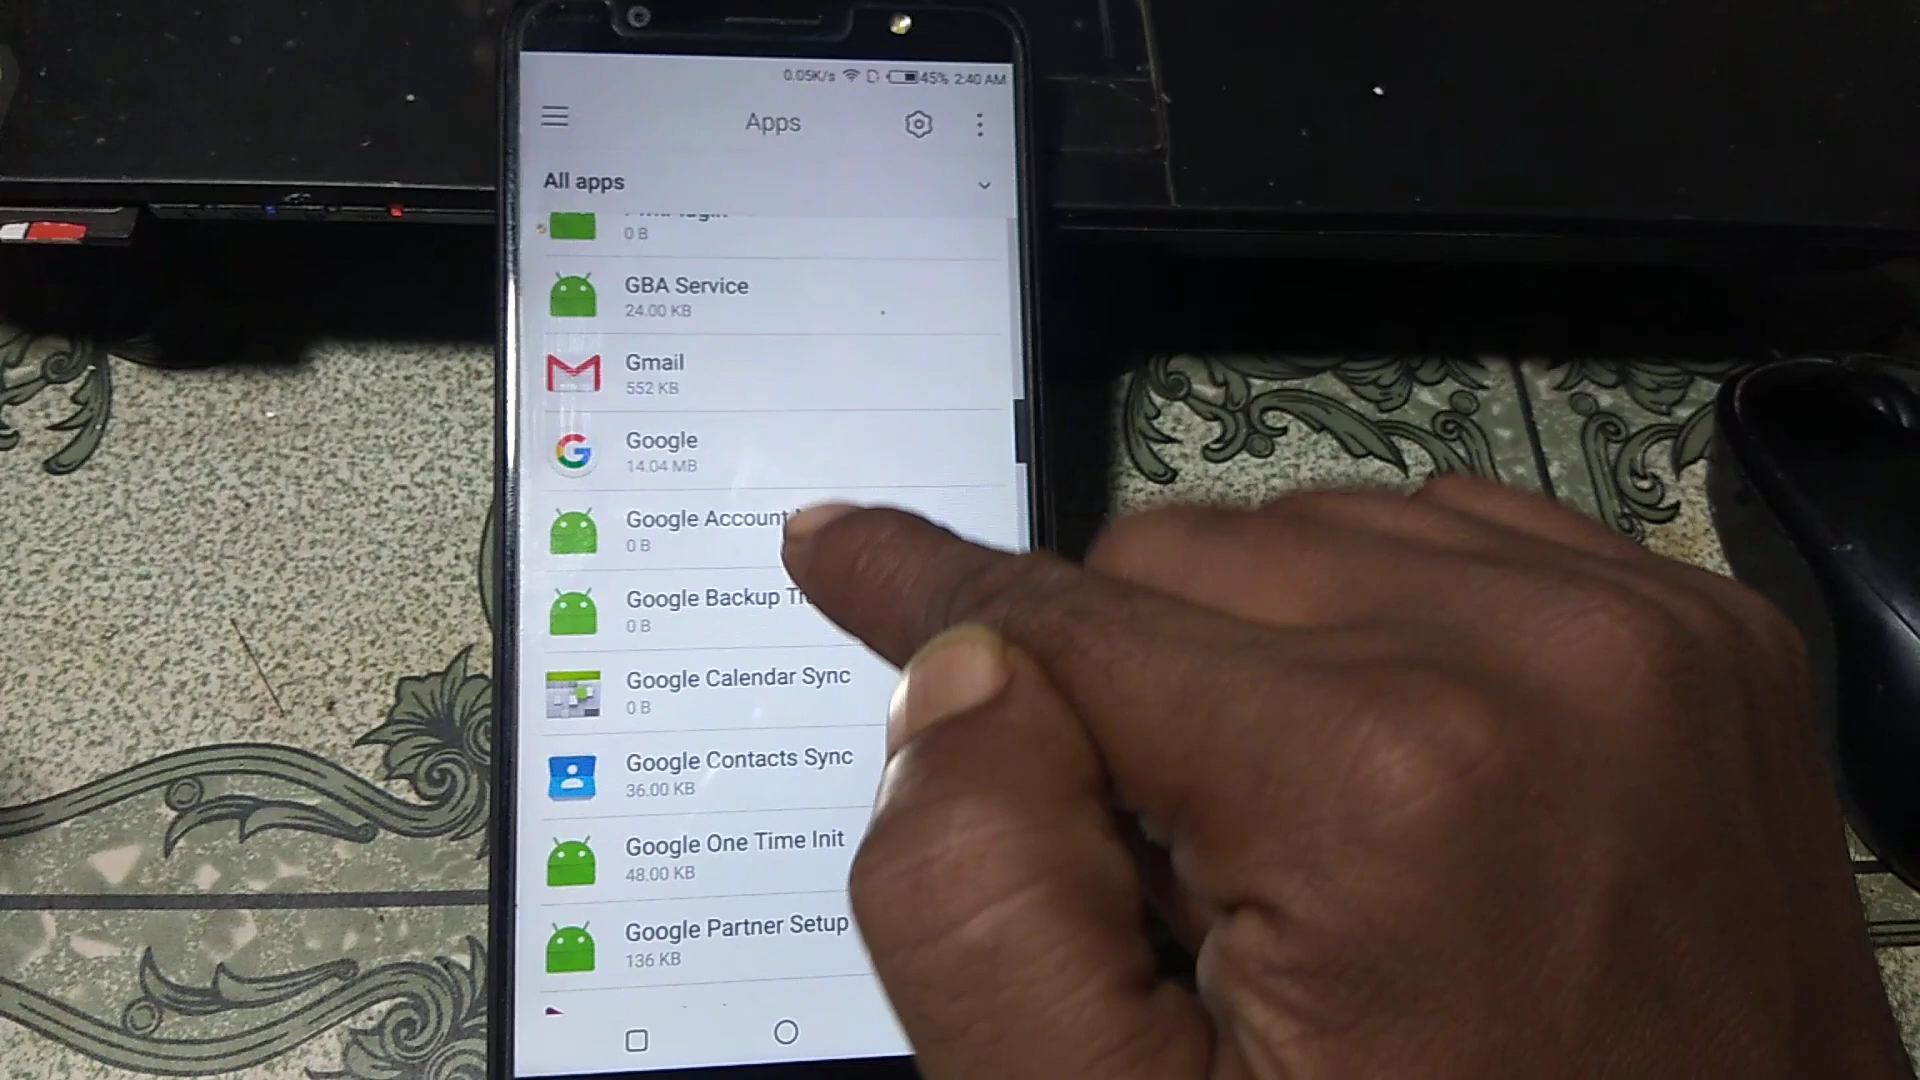 0.05K/s 45% 2:40 AM
Apps
All apps
0 B
GBA Service
24.00 KB
Gmail
552 KB
Google
14.04 MB
Google Account
0 B
Google Backup
0 B
Google Calendar Sync
0 B
Google Contacts Sync
36.00 KB
Google One Time Init
48.00 KB
Google Partner Setup
136 KB